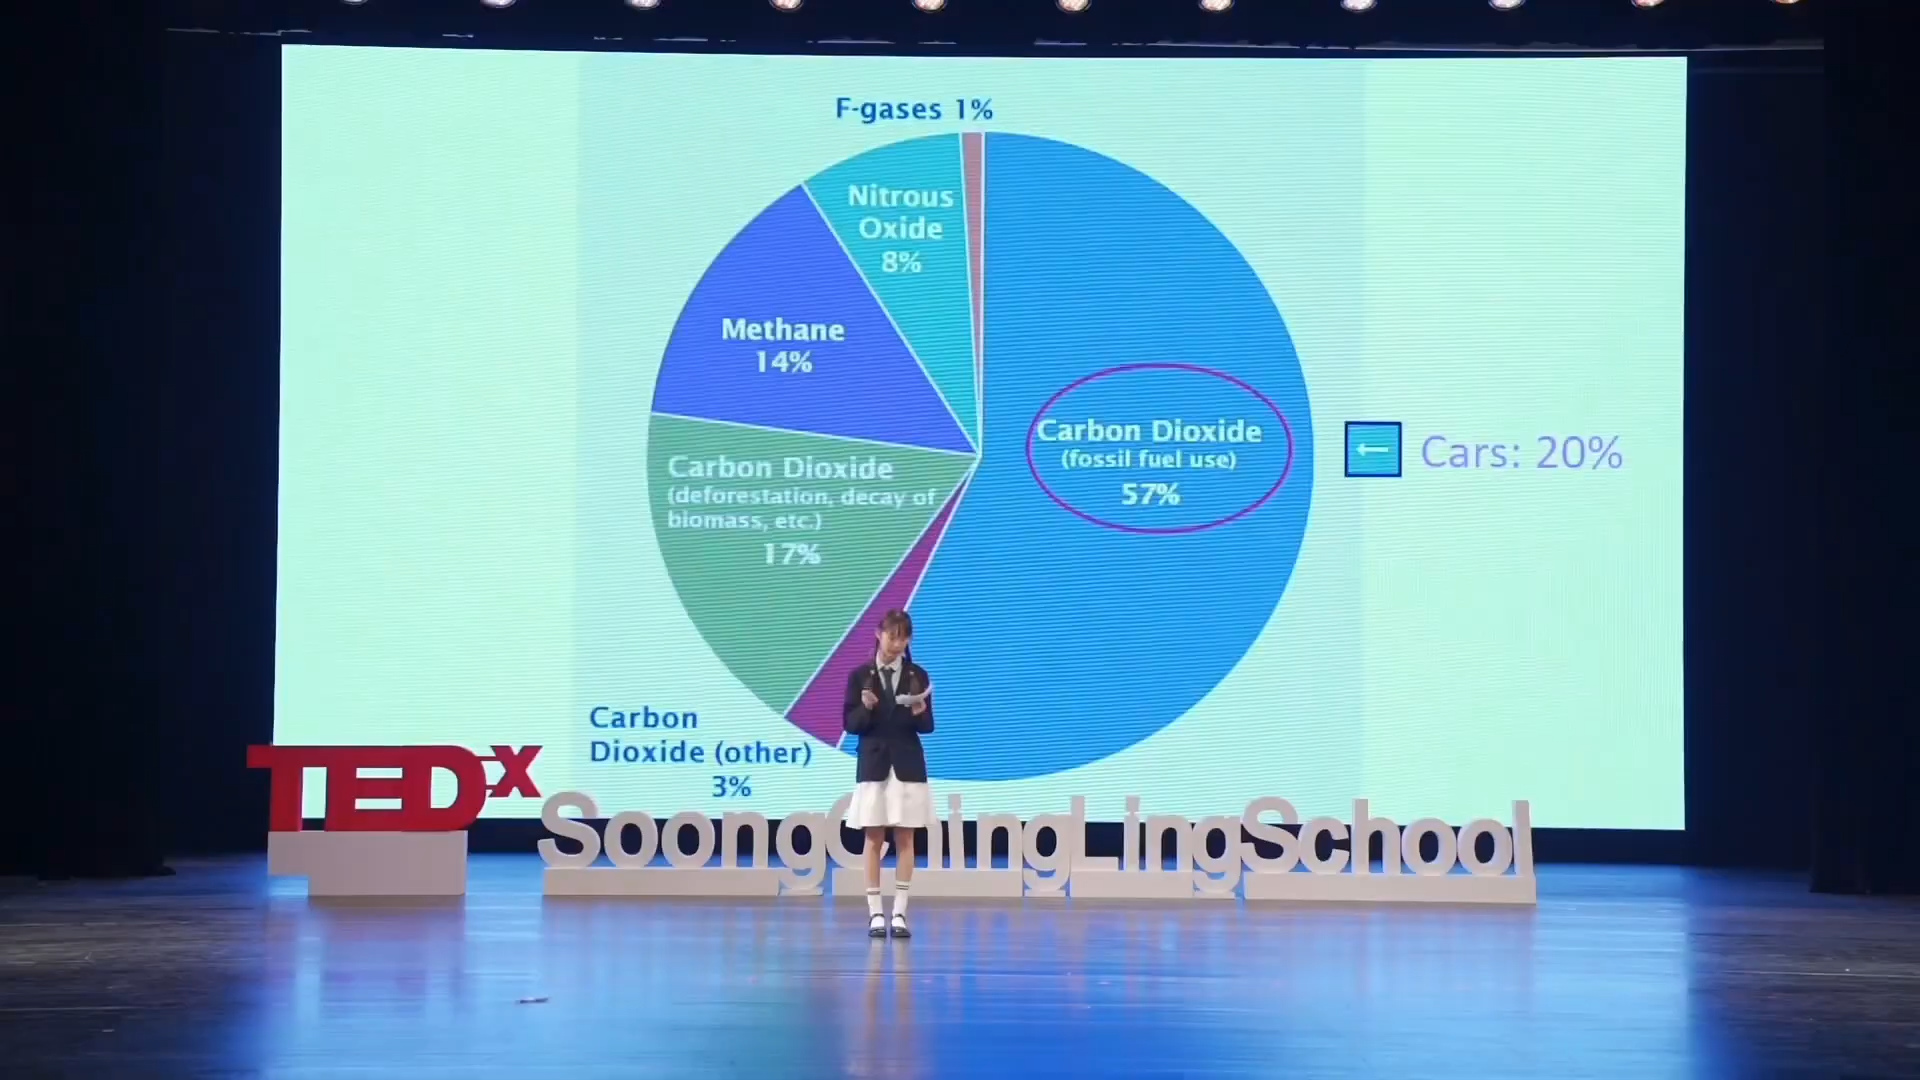 F-gases 1%
Nitrous
Oxide
8%
Methane
14%
Carbon Dioxide
(fossil fuel use)
57%
← Cars: 20%
Carbon Dioxide
(deforestation, decay of
biomass, etc.)
17%
Carbon
Dioxide (other)
3%
TEDx
SoongChingLingSchool